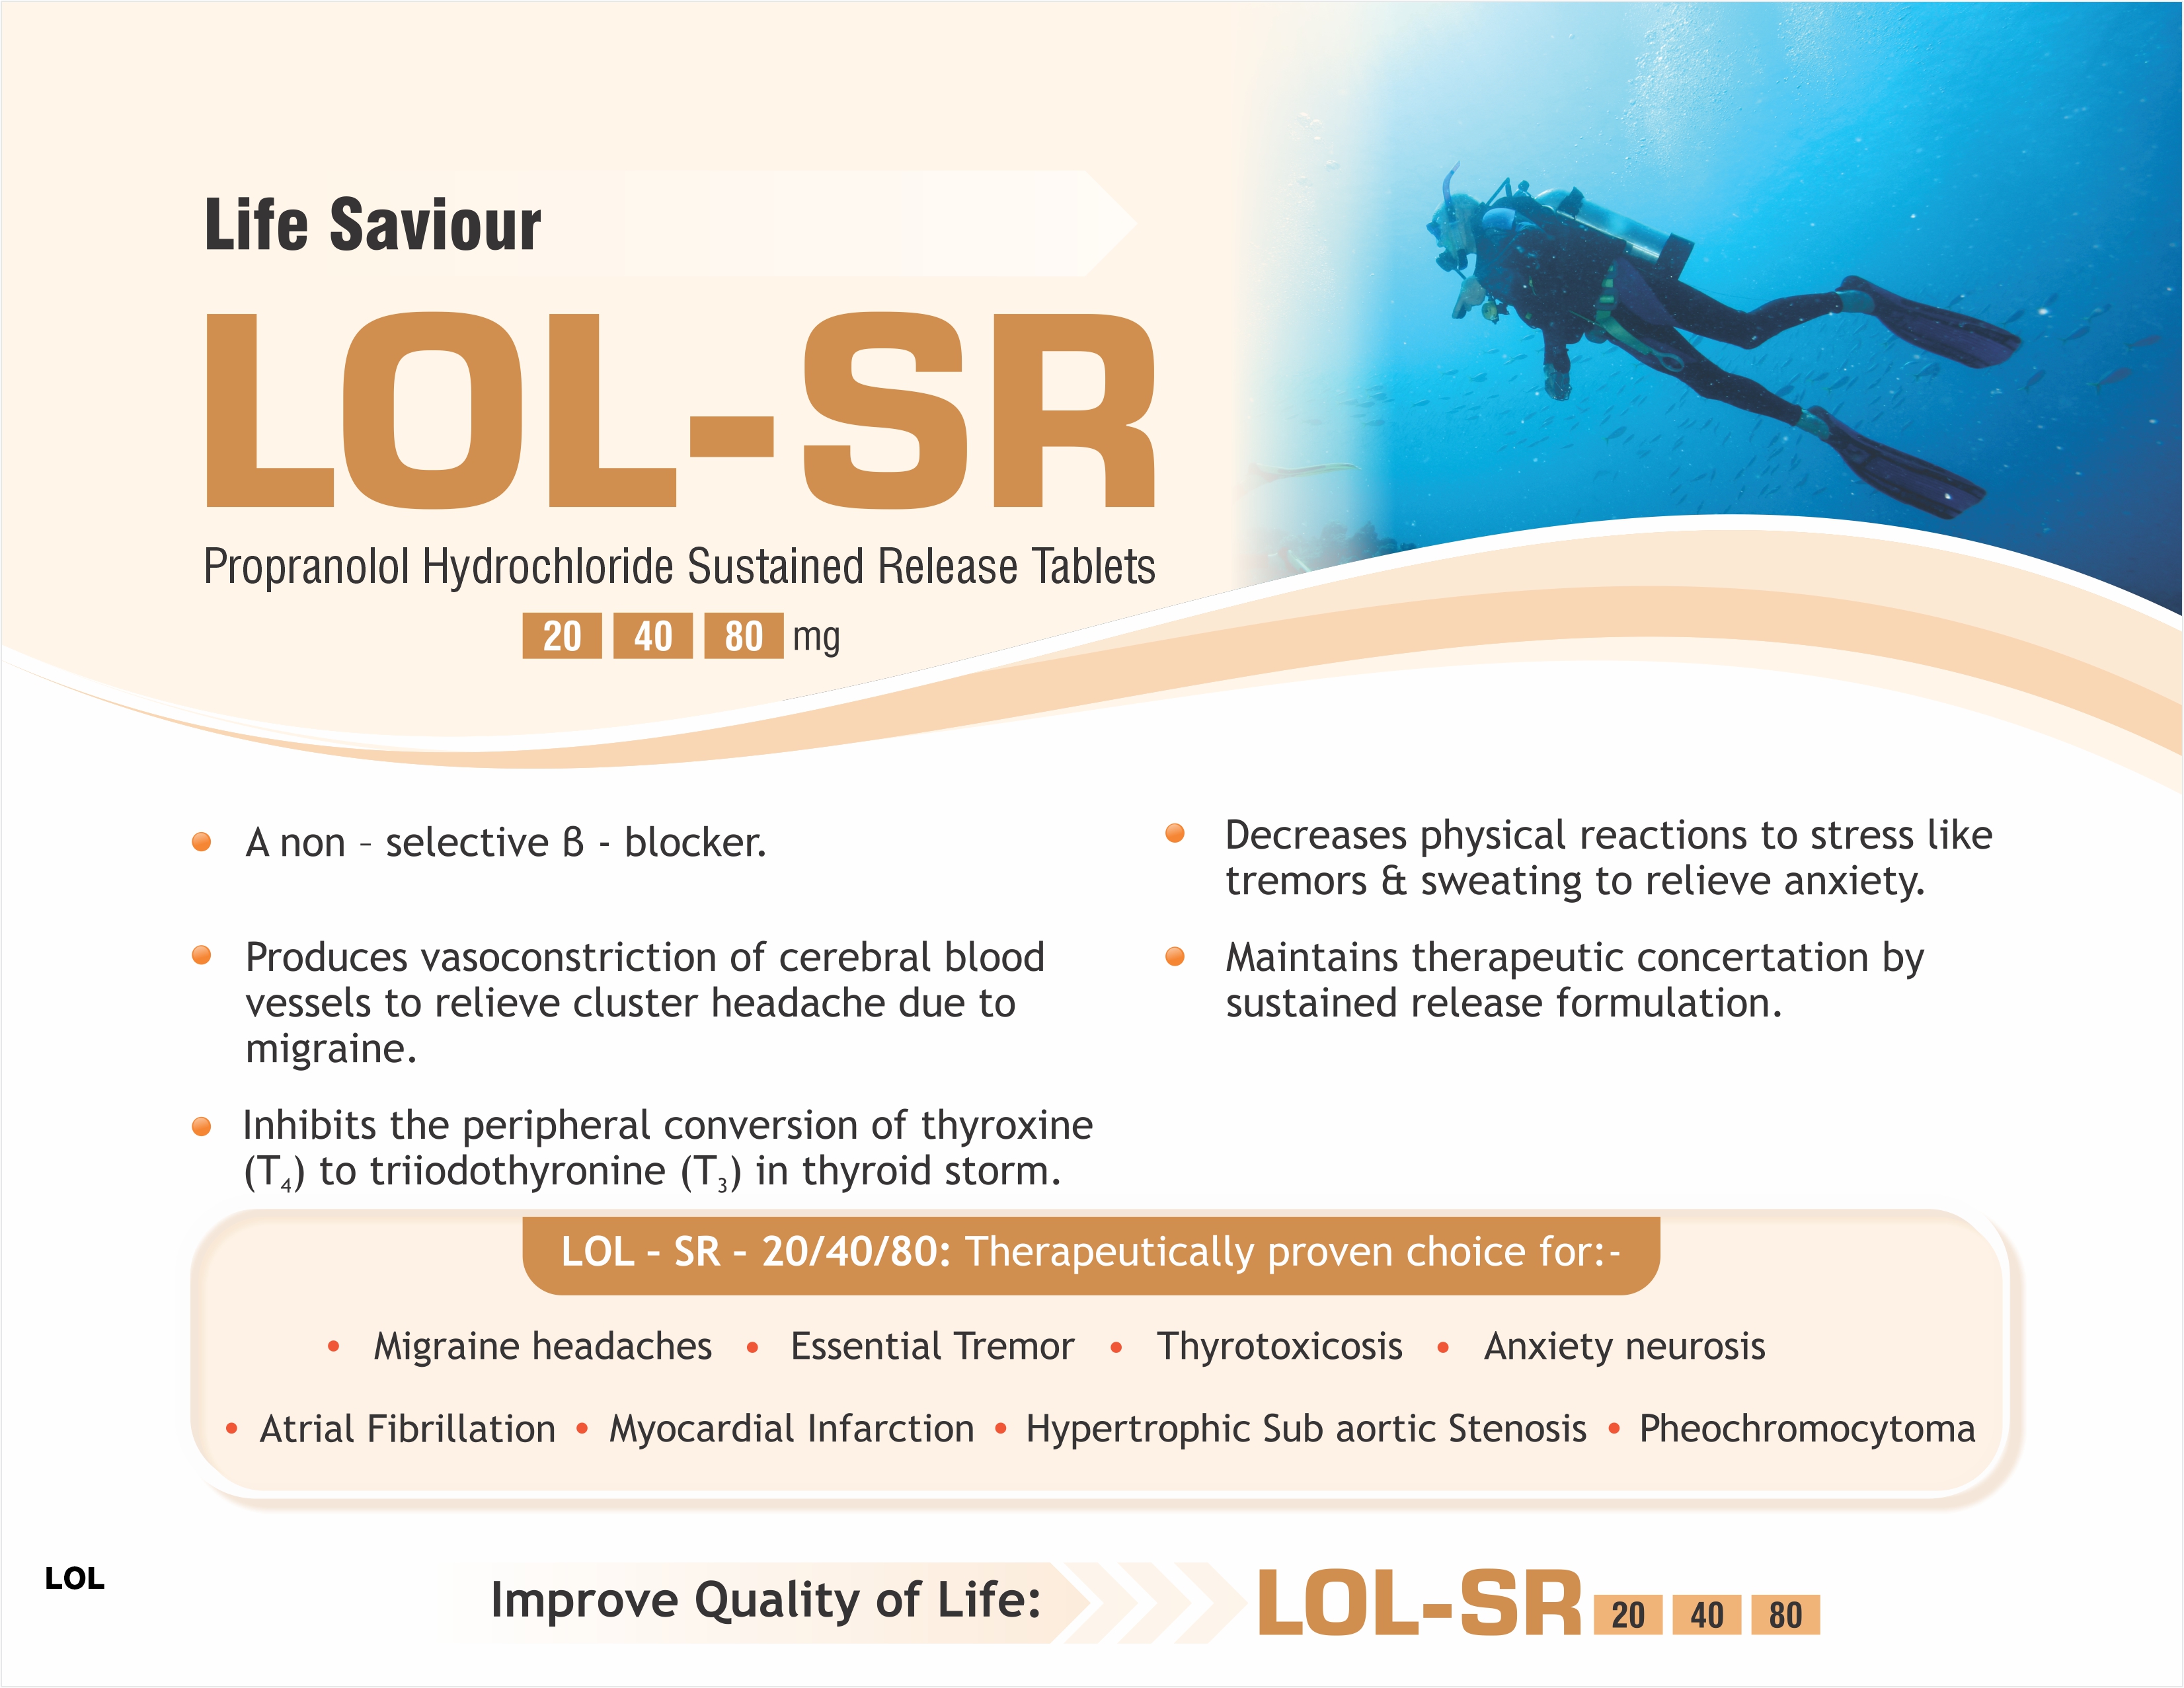 Life Saviour
LOL-SR
Propranolol Hydrochloride Sustained Release Tablets
20 40 80 mg
A non – selective ß - blocker.
Produces vasoconstriction of cerebral blood
vessels to relieve cluster headache due to
migraine.
Inhibits the peripheral conversion of thyroxine
(T₄) to triiodothyronine (T₃) in thyroid storm.
Decreases physical reactions to stress like
tremors & sweating to relieve anxiety.
Maintains therapeutic concertation by
sustained release formulation.
LOL – SR – 20/40/80: Therapeutically proven choice for:-
• Migraine headaches • Essential Tremor • Thyrotoxicosis • Anxiety neurosis
• Atrial Fibrillation • Myocardial Infarction • Hypertrophic Sub aortic Stenosis • Pheochromocytoma
LOL
Improve Quality of Life: LOL-SR 20 40 80